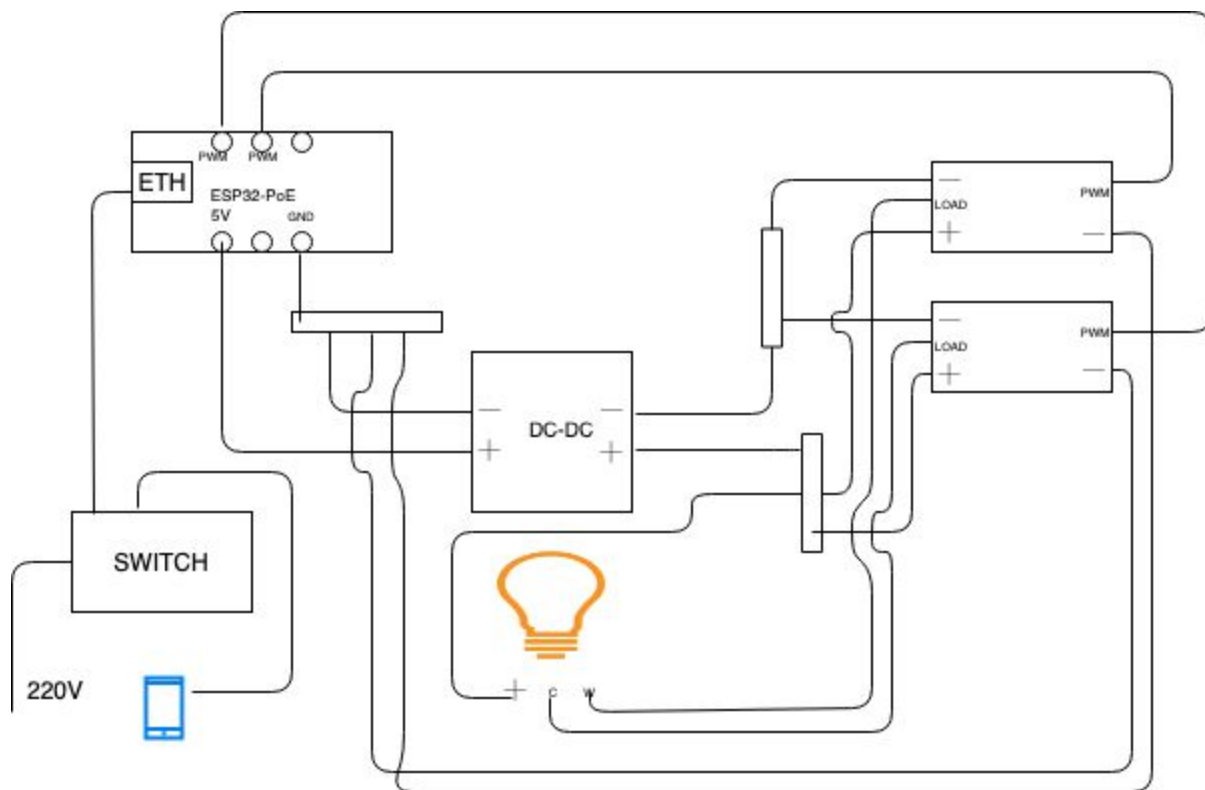 PWM PWM
ETH
ESP32-PoE
5V GND
— PWM
LOAD
+ —
— PWM
LOAD
+ —
— DC-DC —
+ +
SWITCH
220V
+ C W